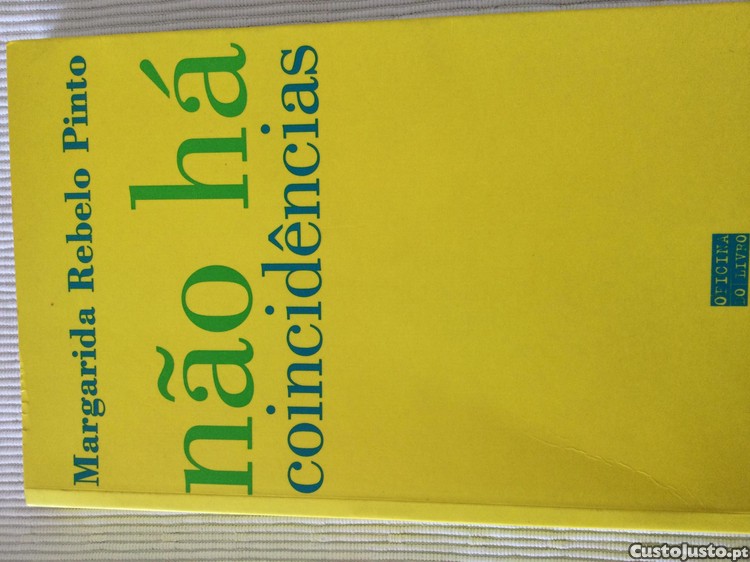 Margarida Rebelo Pinto
não há
coincidências
OFICINA
DO LIVRO
CustoJusto.pt